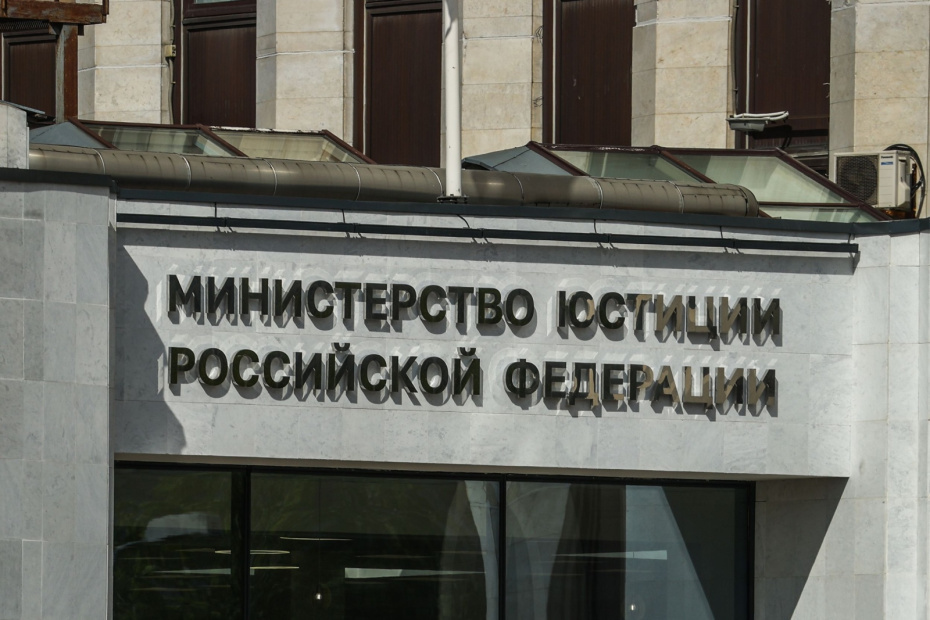 МИНИСТЕРСТВО ЮСТИЦИИ
РОССИЙСКОЙ ФЕДЕРАЦИИ